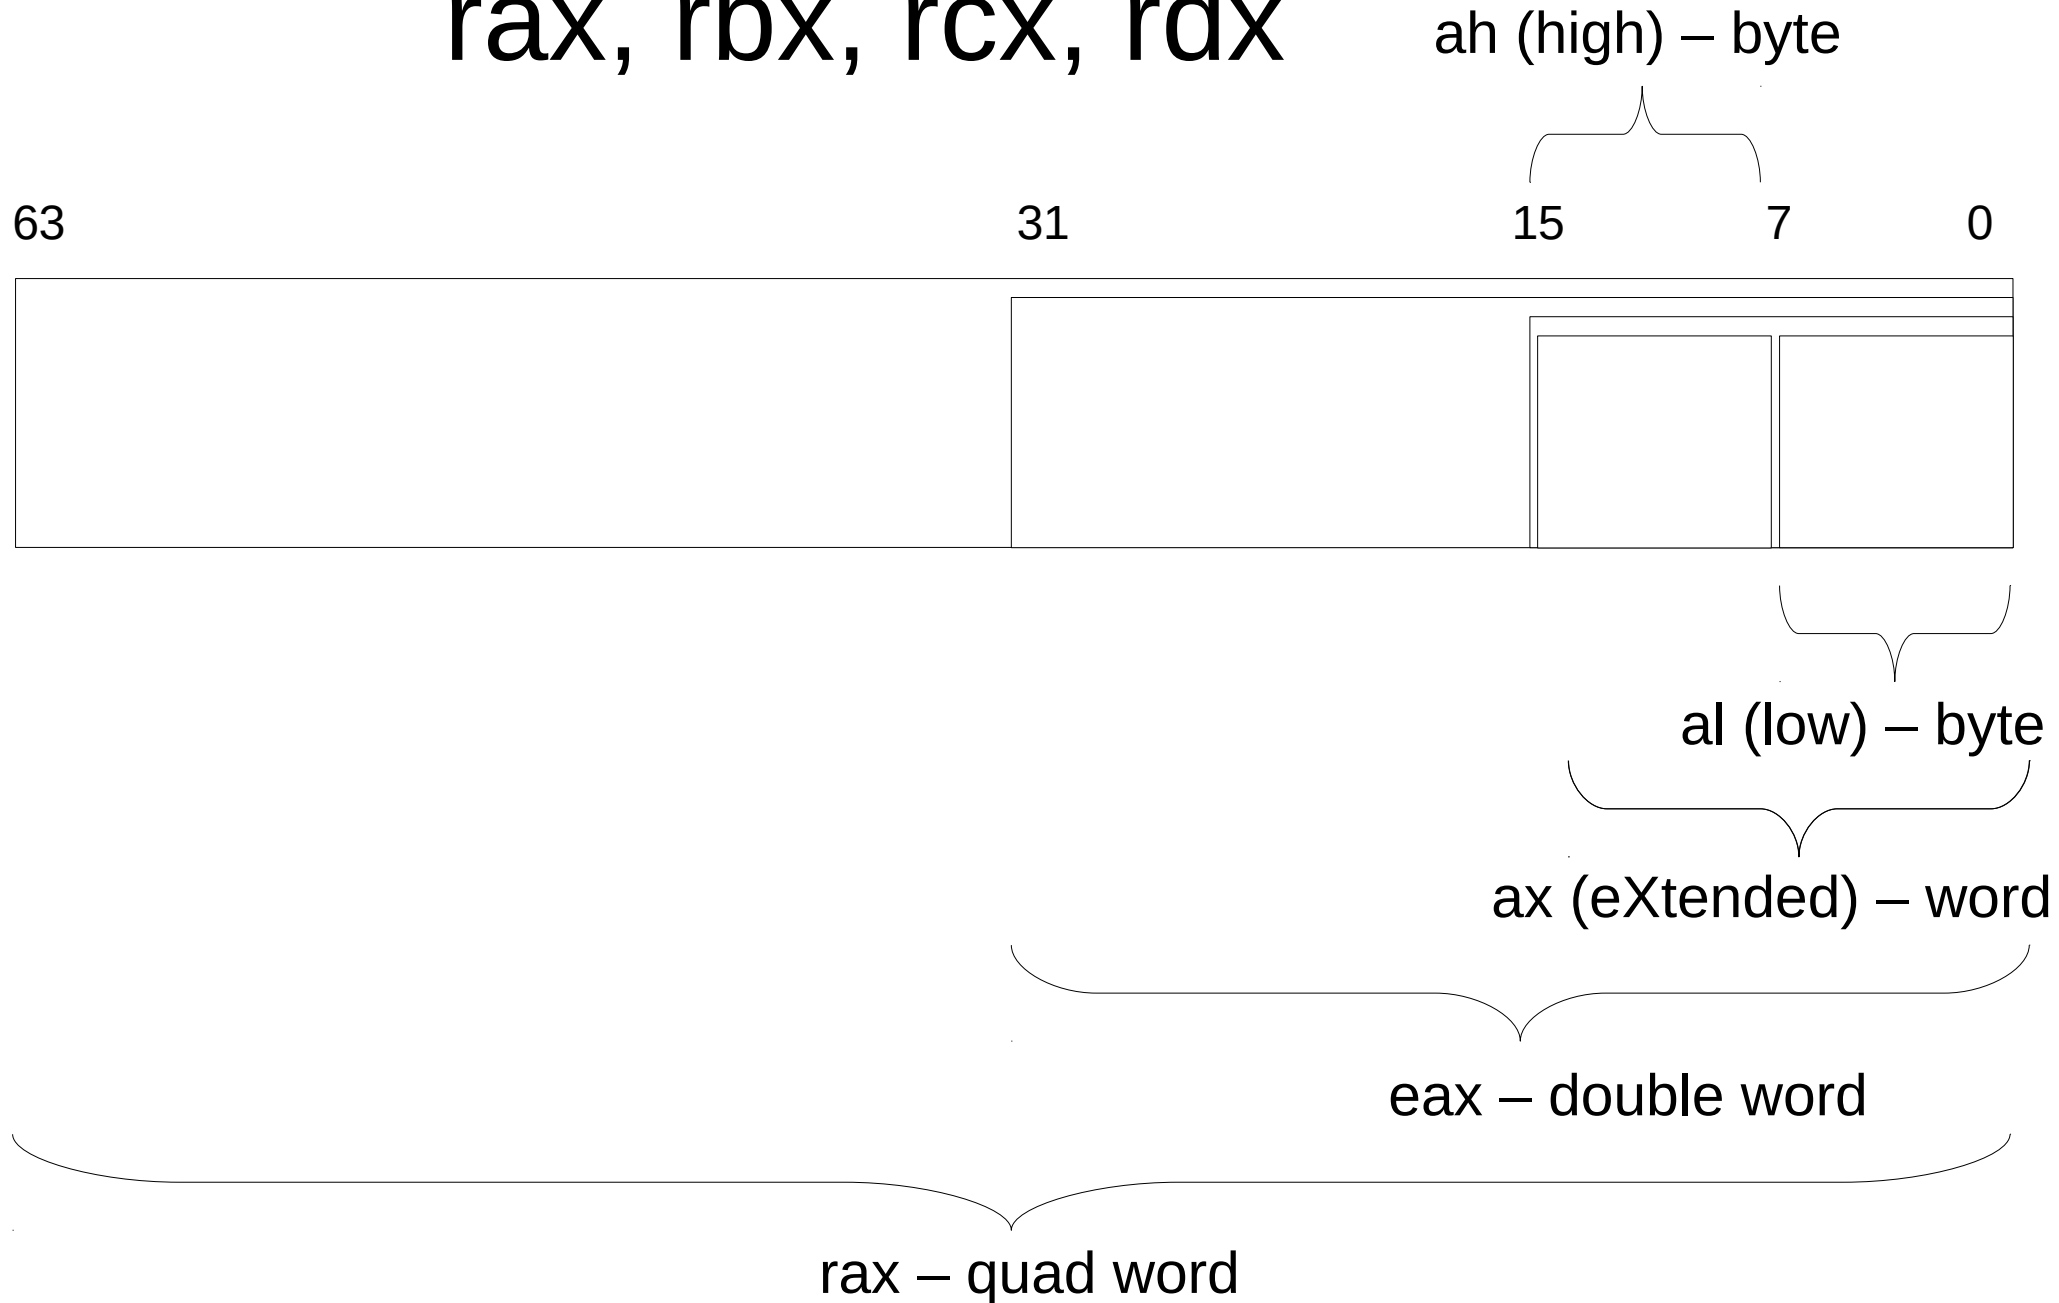 rax, rbx, rcx, rdx
ah (high) – byte
63 31 15 7 0
al (low) – byte
ax (eXtended) – word
eax – double word
rax – quad word